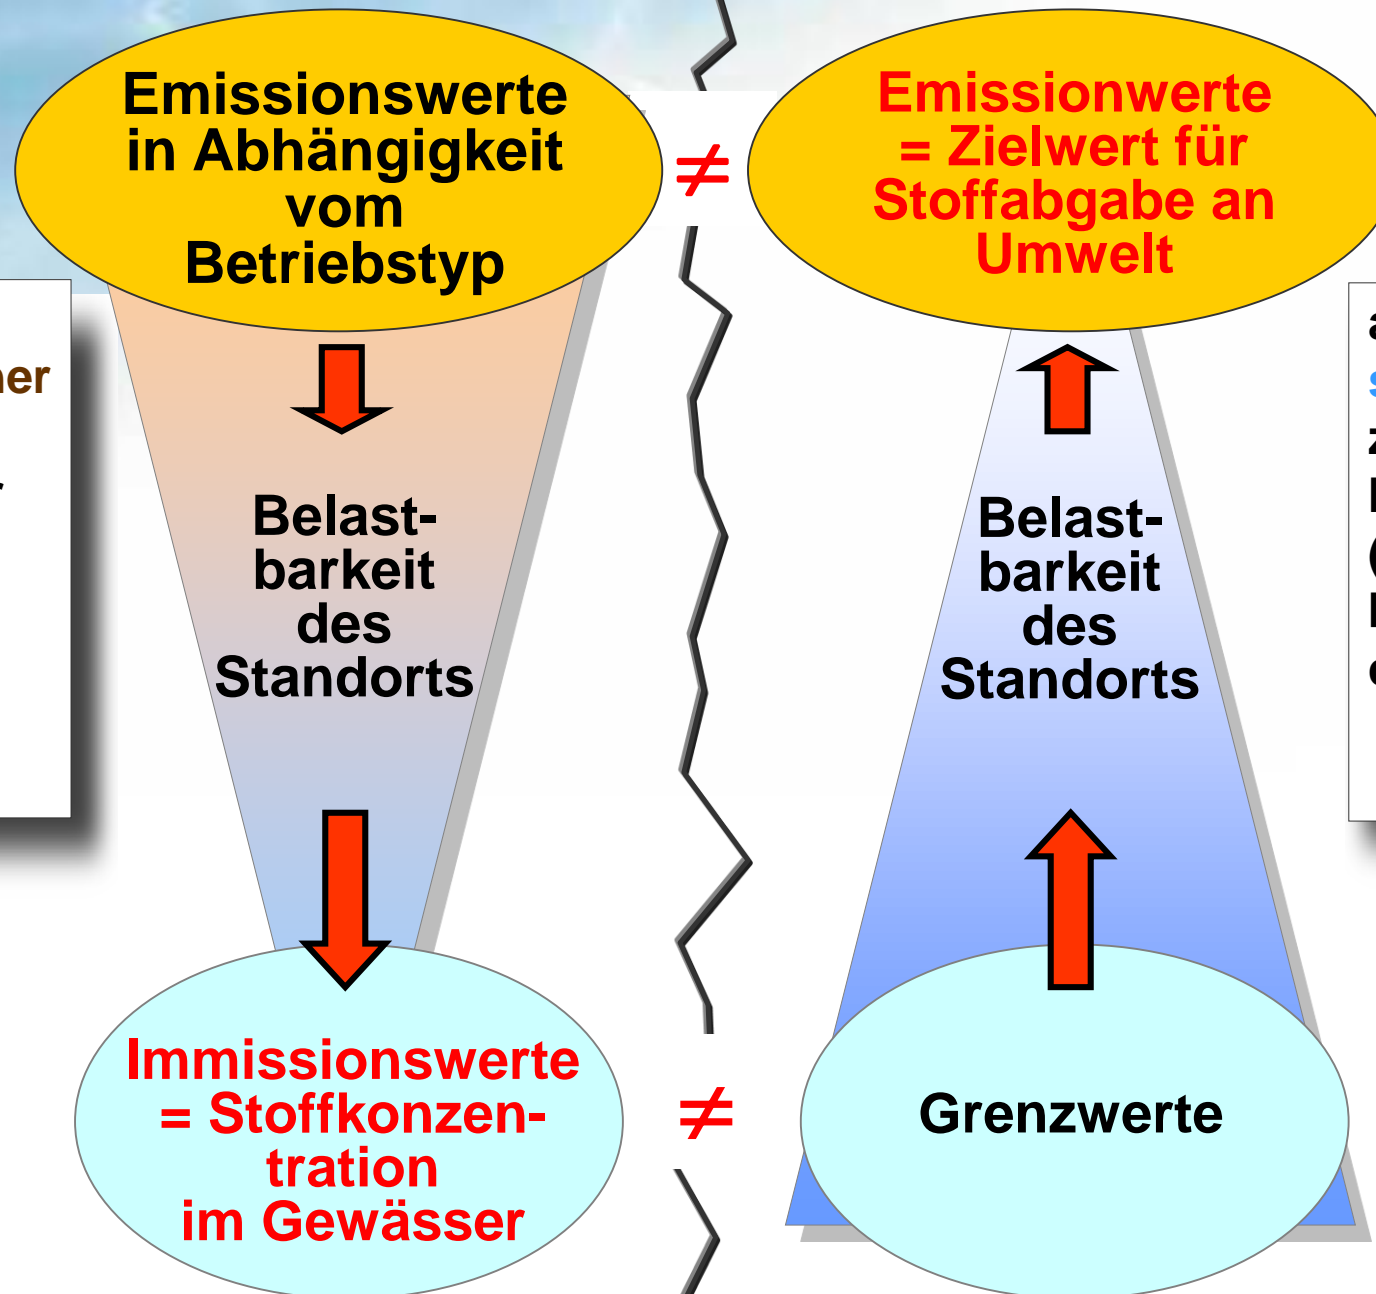 Emissionswerte
in Abhängigkeit
vom
Betriebstyp
≠
Emissionwerte
= Zielwert für
Stoffabgabe an
Umwelt
Belast-
barkeit
des
Standorts
Belast-
barkeit
des
Standorts
Immissionswerte
= Stoffkonzen-
tration
im Gewässer
≠
Grenzwerte